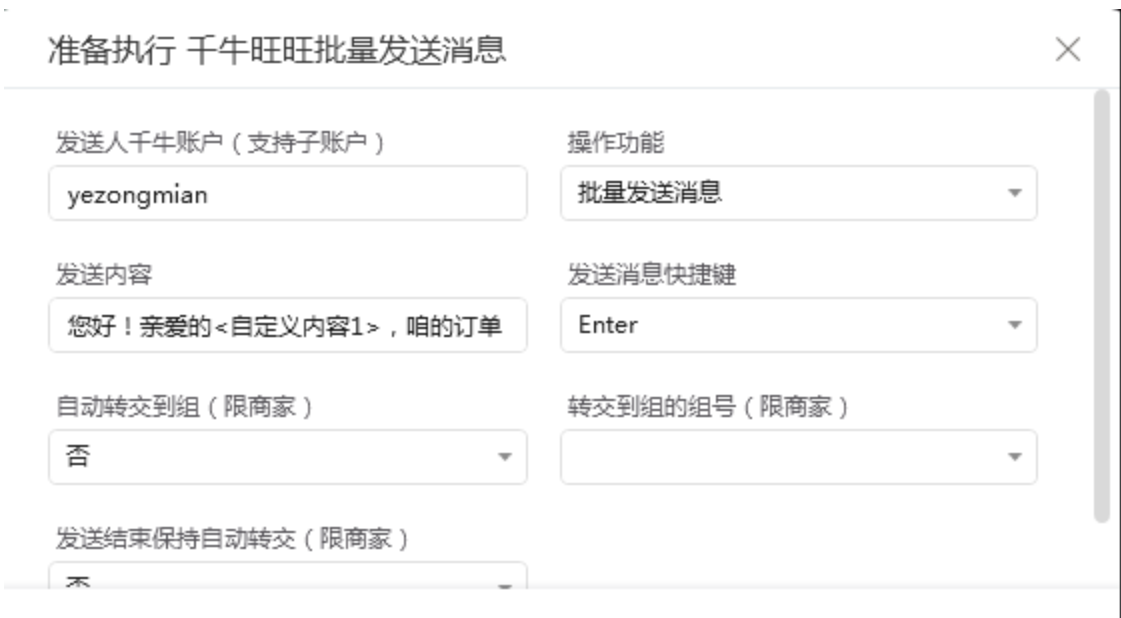 准备执行 千牛旺旺批量发送消息
发送人千牛账户（支持子账户）
操作功能
yezongmian
批量发送消息
发送内容
发送消息快捷键
您好！亲爱的<自定义内容1>，咱的订单
Enter
自动转交到组（限商家）
转交到组的组号（限商家）
否
发送结束保持自动转交（限商家）
否